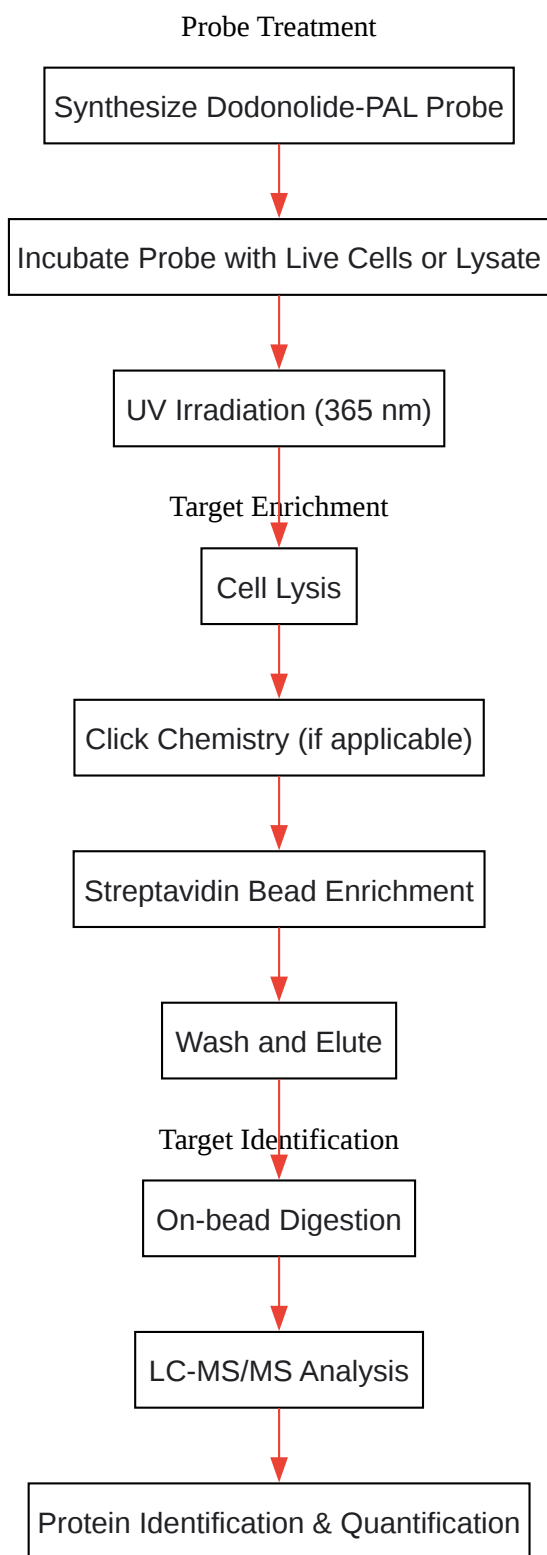 Probe Treatment
Synthesize Dodonolide-PAL Probe
Incubate Probe with Live Cells or Lysate
UV Irradiation (365 nm)
Target Enrichment
Cell Lysis
Click Chemistry (if applicable)
Streptavidin Bead Enrichment
Wash and Elute
Target Identification
On-bead Digestion
LC-MS/MS Analysis
Protein Identification & Quantification